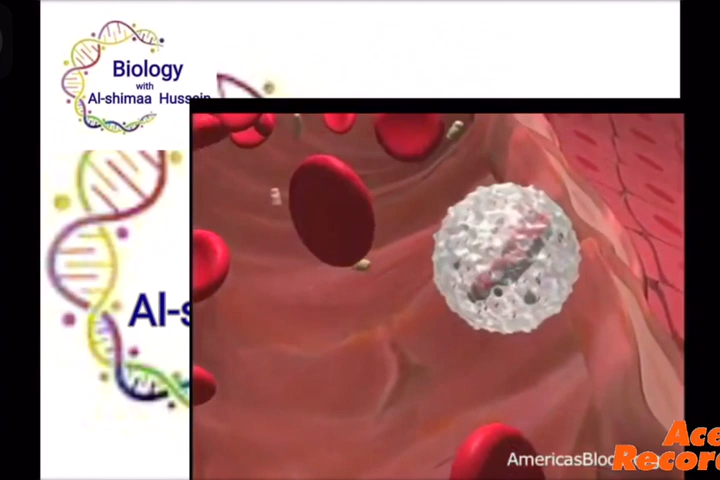 Biology
with
Al-shimaa Hussein
Al-s
AmericasBloo
Ace
Record